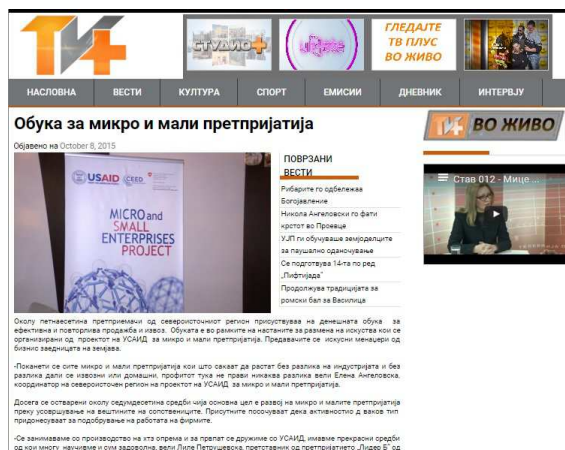 ТV+
СТУДИО+
update
ГЛЕДАЈТЕ
ТВ ПЛУС
ВО ЖИВО
НАСЛОВНА ВЕСТИ КУЛТУРА СПОРТ ЕМИСИИ ДНЕВНИК ИНТЕРВЈУ
Обука за микро и мали претпријатија
Објавено на October 8, 2015
USAID CEED
MICRO and
SMALL
ENTERPRISES
PROJECT
ПОВРЗАНИ
ВЕСТИ
Рибарите го одбележаа
Богојавление
Никола Ангеловски го фати
крстот во Проевце
УЈП ги обучуваше земјоделците
за паушално оданочување
Се подготвува 14-та по ред
„Пифтијада"
Продолжува традицијата за
ромски бал за Василица
ВО ЖИВО
Став 012 - Мице ...
Околу петнаесетина претприемачи од североисточниот регион присуствуваа на денешната обука за
ефективна и повторлива продажба и извоз. Обуката е во рамките на настаните за размена на искуства кои се
организирани од проектот на УСАИД за микро и мали претпријатија. Предавачите се искусни менаџери од
бизнис заедницата на земјава.
-Поканети се сите микро и мали претпријатија кои што сакаат да растат без разлика на индустријата и без
разлика дали се извозни или домашни, профитот тука не прави никаква разлика вели Елена Ангеловска,
координатор на североисточен регион на проектот на УСАИД за микро и мали претпријатија.
Досега се остварени околу седумдесетина средби чија основна цел е развој на микро и малите претпријатија
преку усовршување на вештините на сопствениците. Присутните посочуваат дека активностио д ваков тип
придонесуваат за подобрување на работата на фирмите.
-Се занимаваме со производство на хтз опрема и за препат се дружиме со УСАИД, имавме прекрасни средби
од кои многу научивме и сум задоволна, вели Лиле Петрушевска, претставник од претпријатието „Лидер Б" од